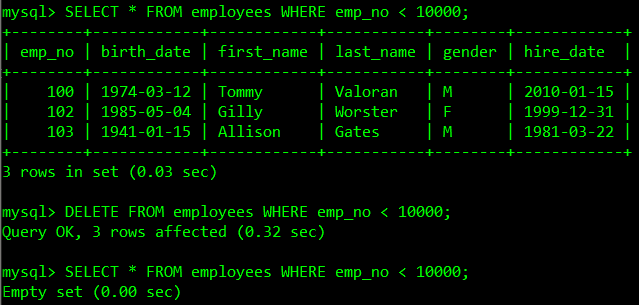 mysql> SELECT * FROM employees WHERE emp_no < 10000;
+--------+------------+------------+-----------+--------+------------+
| emp_no | birth_date | first_name | last_name | gender | hire_date  |
+--------+------------+------------+-----------+--------+------------+
|    100 | 1974-03-12 | Tommy      | Valoran   | M      | 2010-01-15 |
|    102 | 1985-05-04 | Gilly      | Worster   | F      | 1999-12-31 |
|    103 | 1941-01-15 | Allison    | Gates     | M      | 1981-03-22 |
+--------+------------+------------+-----------+--------+------------+
3 rows in set (0.03 sec)

mysql> DELETE FROM employees WHERE emp_no < 10000;
Query OK, 3 rows affected (0.32 sec)

mysql> SELECT * FROM employees WHERE emp_no < 10000;
Empty set (0.00 sec)